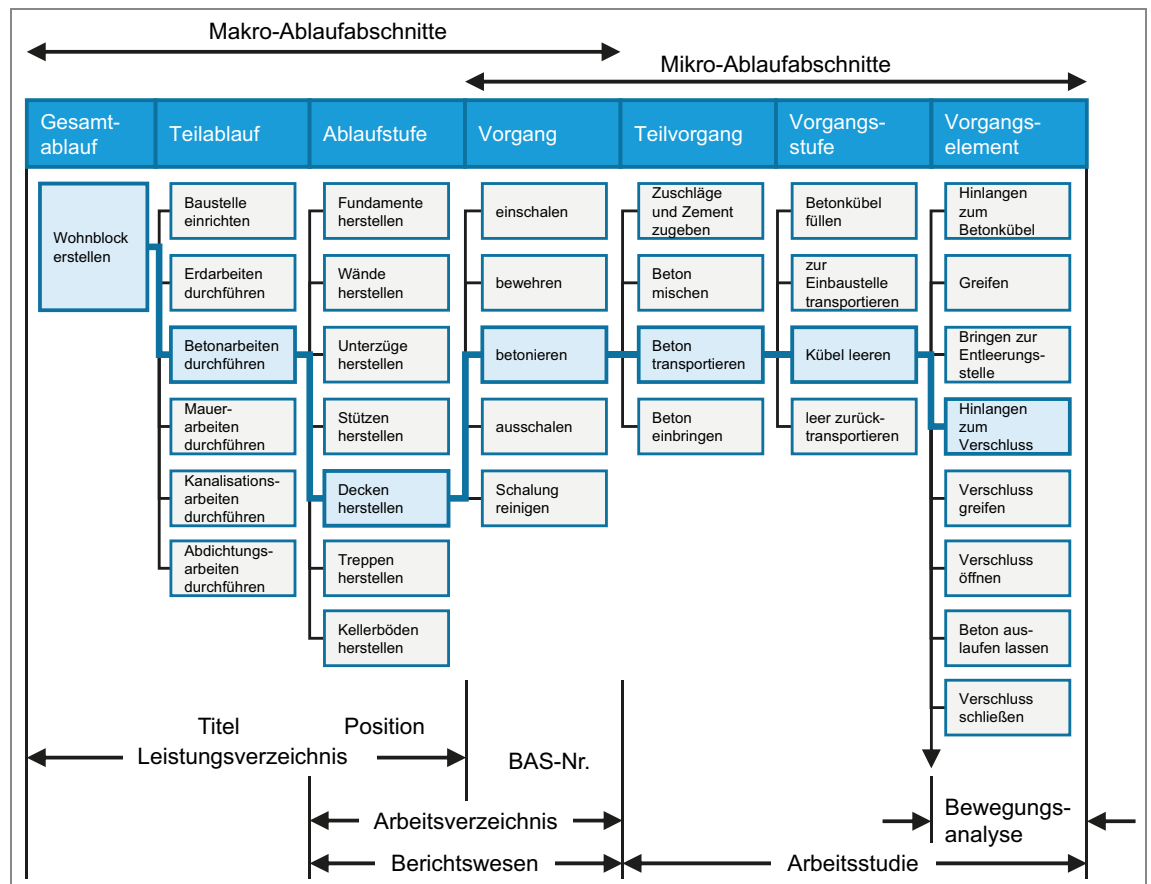 Makro-Ablaufabschnitte
Mikro-Ablaufabschnitte
Gesamt-
ablauf
Teilablauf
Ablaufstufe
Vorgang
Teilvorgang
Vorgangs-
stufe
Vorgangs-
element
Wohnblock
erstellen
Baustelle
einrichten
Erdarbeiten
durchführen
Betonarbeiten
durchführen
Mauer-
arbeiten
durchführen
Kanalisations-
arbeiten
durchführen
Abdichtungs-
arbeiten
durchführen
Fundamente
herstellen
Wände
herstellen
Unterzüge
herstellen
Stützen
herstellen
Decken
herstellen
Treppen
herstellen
Kellerböden
herstellen
einschalen
bewehren
betonieren
ausschalen
Schalung
reinigen
Zuschläge
und Zement
zugeben
Beton
mischen
Beton
transportieren
Beton
einbringen
Betonkübel
füllen
zur
Einbaustelle
transportieren
Kübel leeren
leer zurück-
transportieren
Hinlangen
zum
Betonkübel
Greifen
Bringen zur
Entleerungs-
stelle
Hinlangen
zum
Verschluss
Verschluss
greifen
Verschluss
öffnen
Beton aus-
laufen lassen
Verschluss
schließen
Titel
Position
Leistungsverzeichnis
BAS-Nr.
Arbeitsverzeichnis
Bewegungs-
analyse
Berichtswesen
Arbeitsstudie